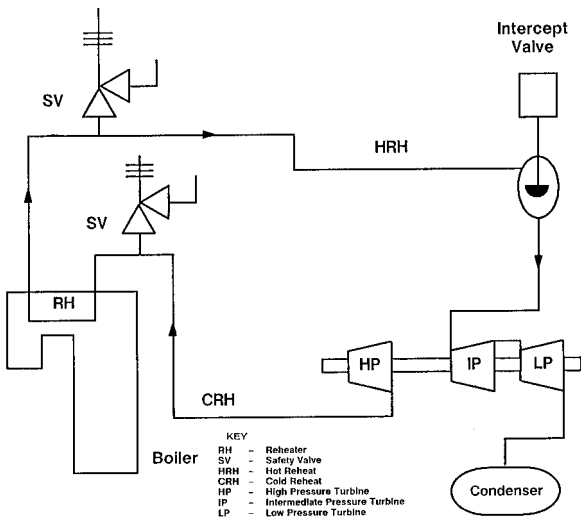 Intercept
Valve
SV
HRH
SV
RH
HP
IP
LP
CRH
Boiler
Condenser
KEY
RH – Reheater
SV – Safety Valve
HRH – Hot Reheat
CRH – Cold Reheat
HP – High Pressure Turbine
IP – Intermediate Pressure Turbine
LP – Low Pressure Turbine